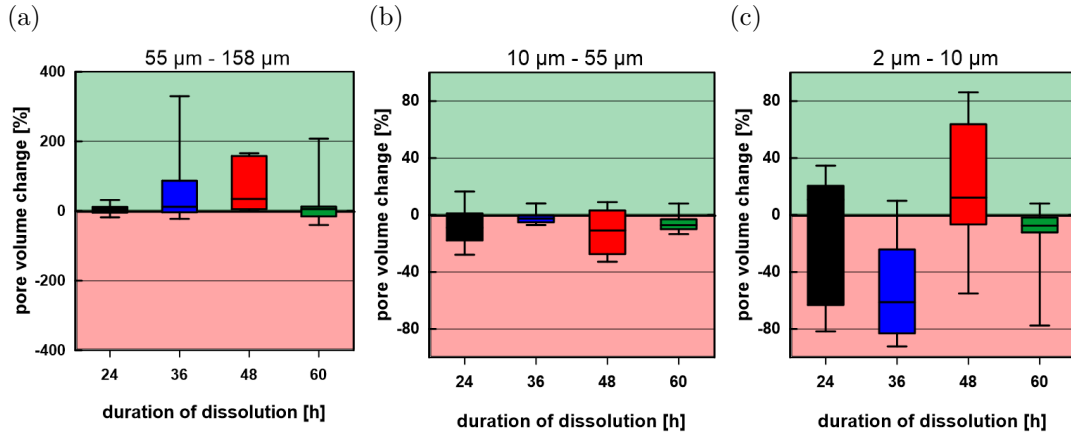 (a)
55 µm - 158 µm
pore volume change [%]
400
200
0
-200
-400
24 36 48 60
duration of dissolution [h]
(b)
10 µm - 55 µm
pore volume change [%]
80
40
0
-40
-80
24 36 48 60
duration of dissolution [h]
(c)
2 µm - 10 µm
pore volume change [%]
80
40
0
-40
-80
24 36 48 60
duration of dissolution [h]